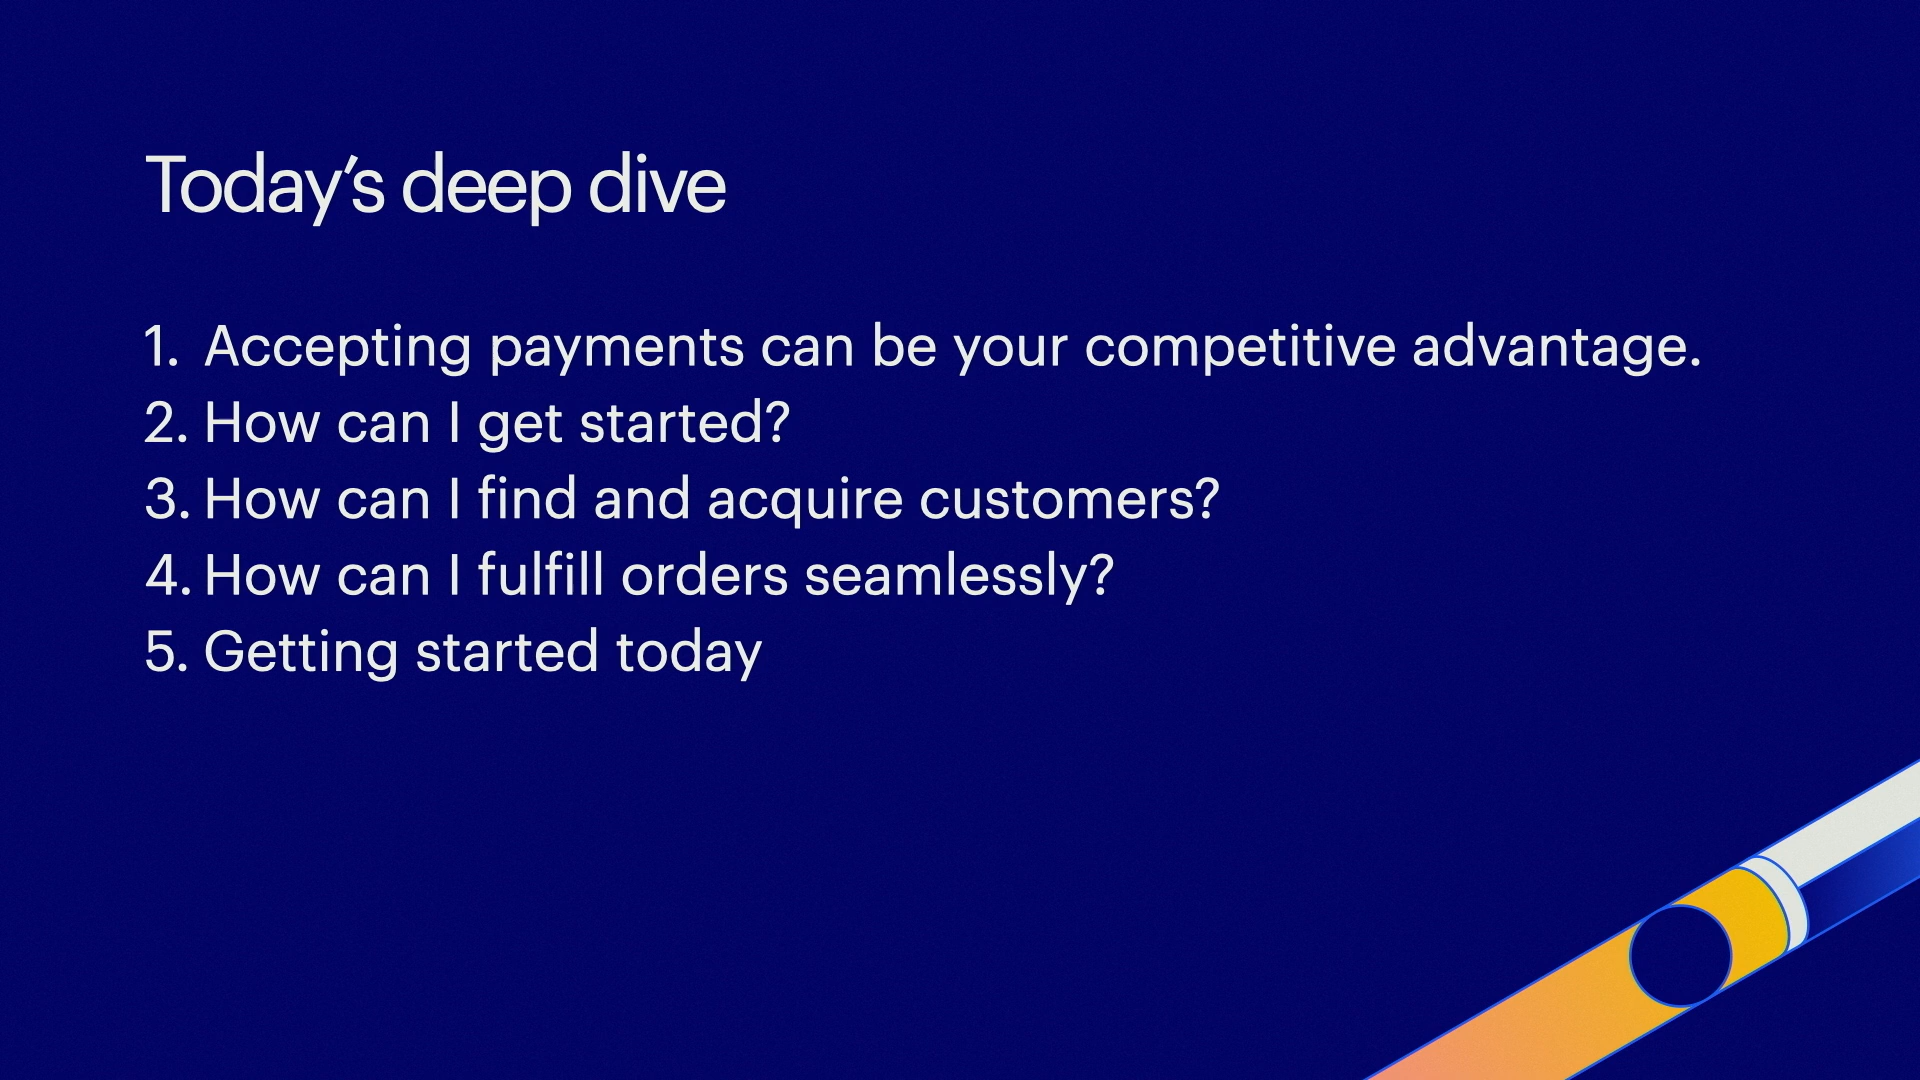 Today’s deep dive
1. Accepting payments can be your competitive advantage.
2. How can I get started?
3. How can I find and acquire customers?
4. How can I fulfill orders seamlessly?
5. Getting started today